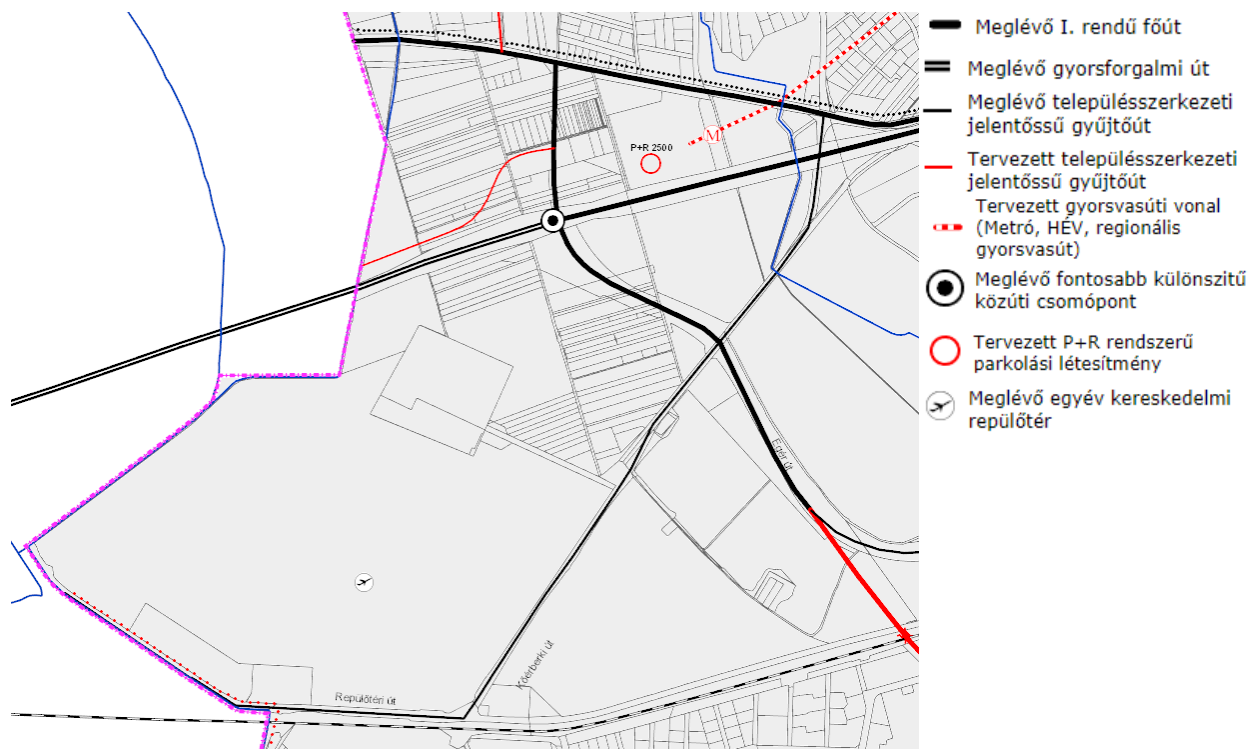 P+R 2500
M
Egér út
Kőérberki út
Repülőtéri út
Meglévő I. rendű főút
Meglévő gyorsforgalmi út
Meglévő településszerkezeti
jelentőssű gyűjtőút
Tervezett településszerkezeti
jelentőssű gyűjtőút
Tervezett gyorsvasúti vonal
(Metró, HÉV, regionális
gyorsvasút)
Meglévő fontosabb különszitű
közúti csomópont
Tervezett P+R rendszerű
parkolási létesítmény
Meglévő egyév kereskedelmi
repülőtér